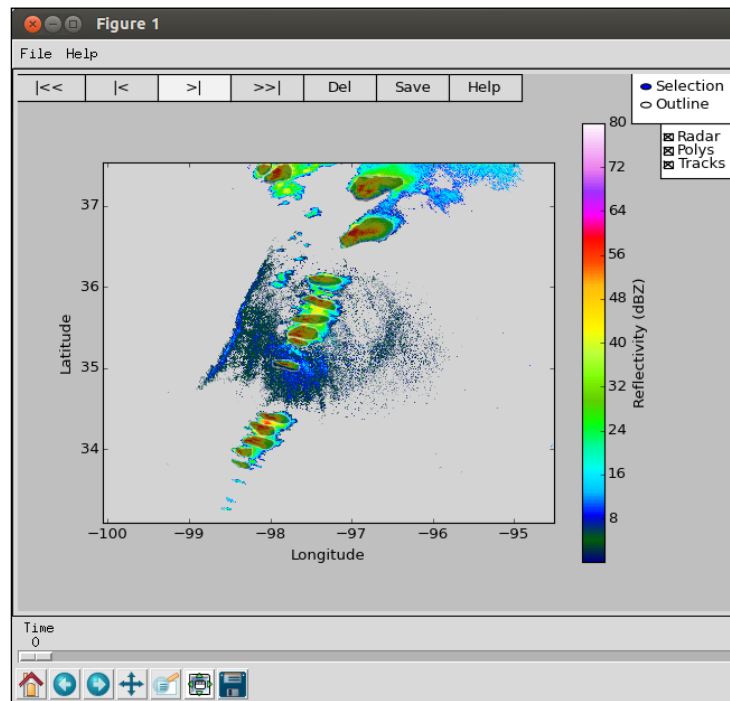 Figure 1
File Help
|<< |< >| >>| Del Save Help
Selection
Outline
Radar
Polys
Tracks
80
72
64
56
48
40
32
24
16
8
Reflectivity (dBZ)
37
36
35
34
Latitude
−100 −99 −98 −97 −96 −95
Longitude
Time
0